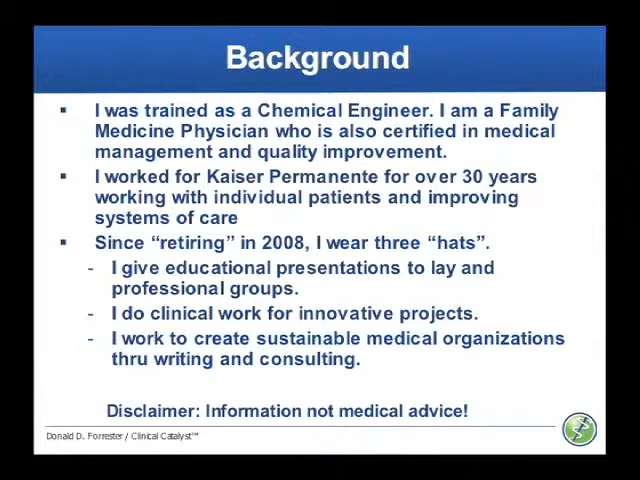 Background
▪ I was trained as a Chemical Engineer. I am a Family
Medicine Physician who is also certified in medical
management and quality improvement.
▪ I worked for Kaiser Permanente for over 30 years
working with individual patients and improving
systems of care
▪ Since “retiring” in 2008, I wear three “hats”.
- I give educational presentations to lay and
professional groups.
- I do clinical work for innovative projects.
- I work to create sustainable medical organizations
thru writing and consulting.
Disclaimer: Information not medical advice!
Donald D. Forrester / Clinical Catalyst™